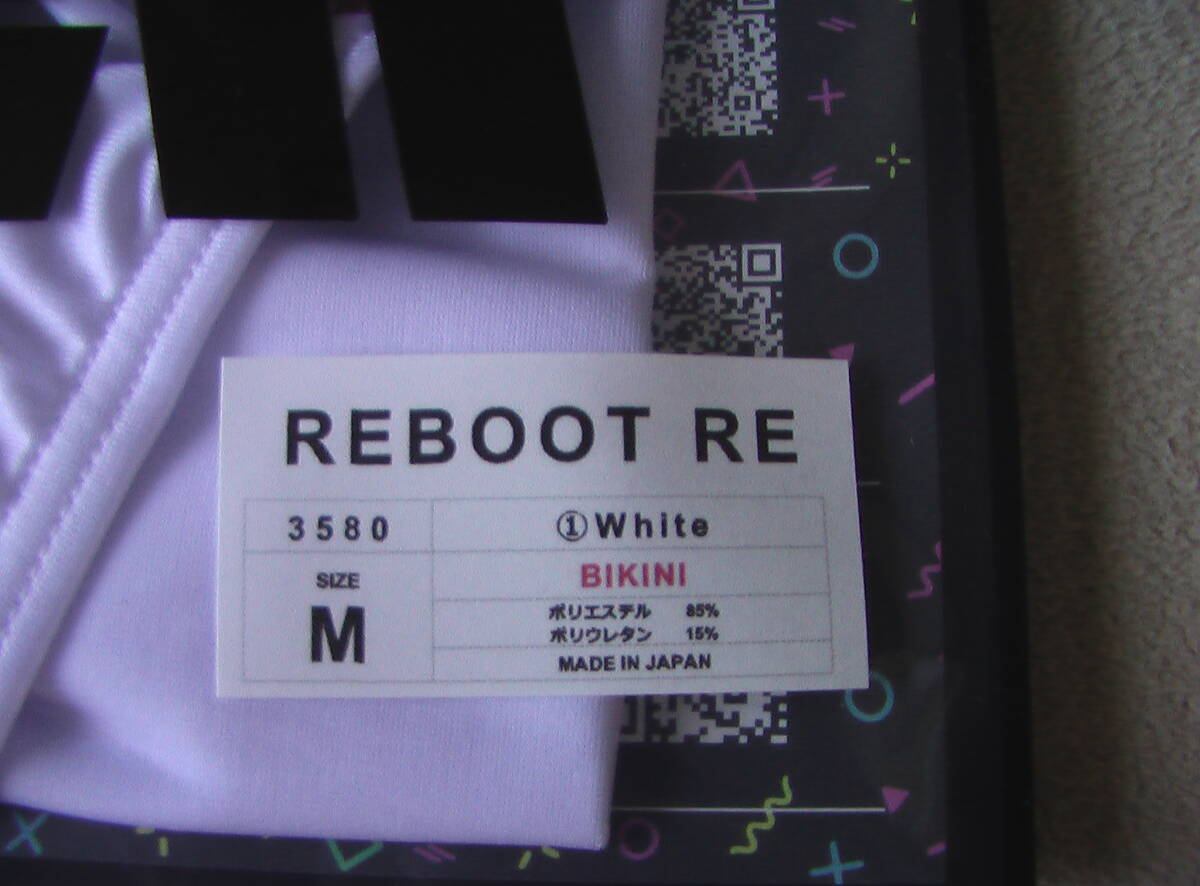 REBOOT RE
3580
①White
SIZE
M
BIKINI
ポリエステル 85%
ポリウレタン 15%
MADE IN JAPAN